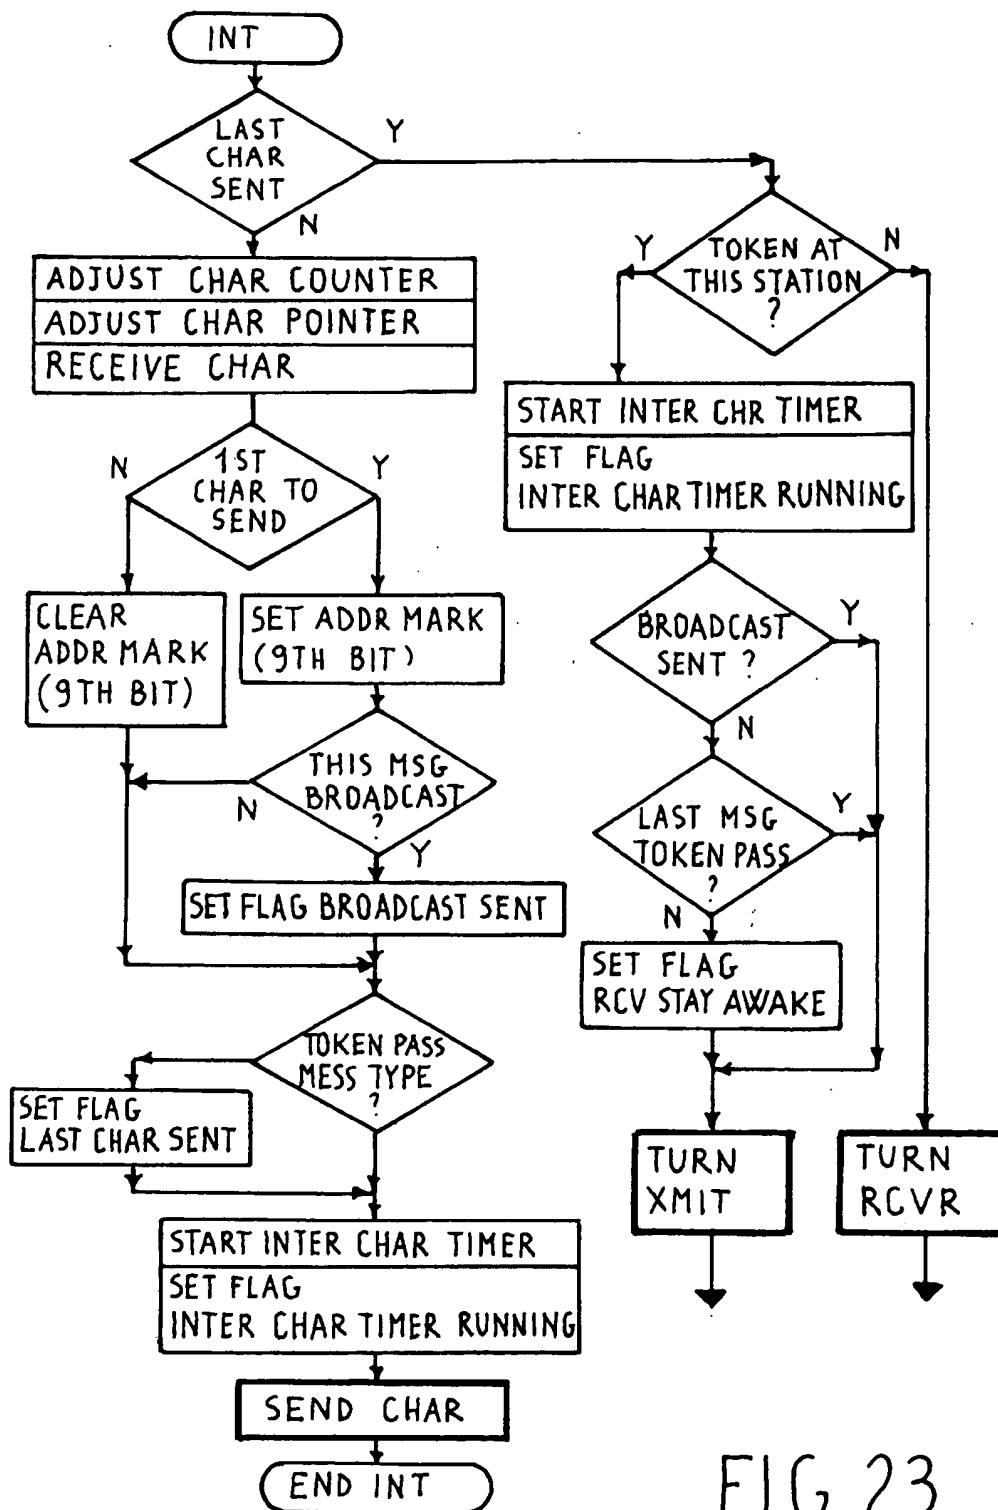 INT
LAST
CHAR
SENT
Y
N
ADJUST CHAR COUNTER
ADJUST CHAR POINTER
RECEIVE CHAR
1ST
CHAR TO
SEND
N
Y
CLEAR
ADDR MARK
(9TH BIT)
SET ADDR MARK
(9TH BIT)
THIS MSG
BROADCAST
?
N
Y
SET FLAG BROADCAST SENT
TOKEN PASS
MESS TYPE
?
SET FLAG
LAST CHAR SENT
START INTER CHAR TIMER
SET FLAG
INTER CHAR TIMER RUNNING
SEND CHAR
END INT
TOKEN AT
THIS STATION
?
Y
N
START INTER CHR TIMER
SET FLAG
INTER CHAR TIMER RUNNING
BROADCAST
SENT ?
Y
N
LAST MSG
TOKEN PASS
?
Y
N
SET FLAG
RCV STAY AWAKE
TURN
XMIT
TURN
RCVR
FIG 23